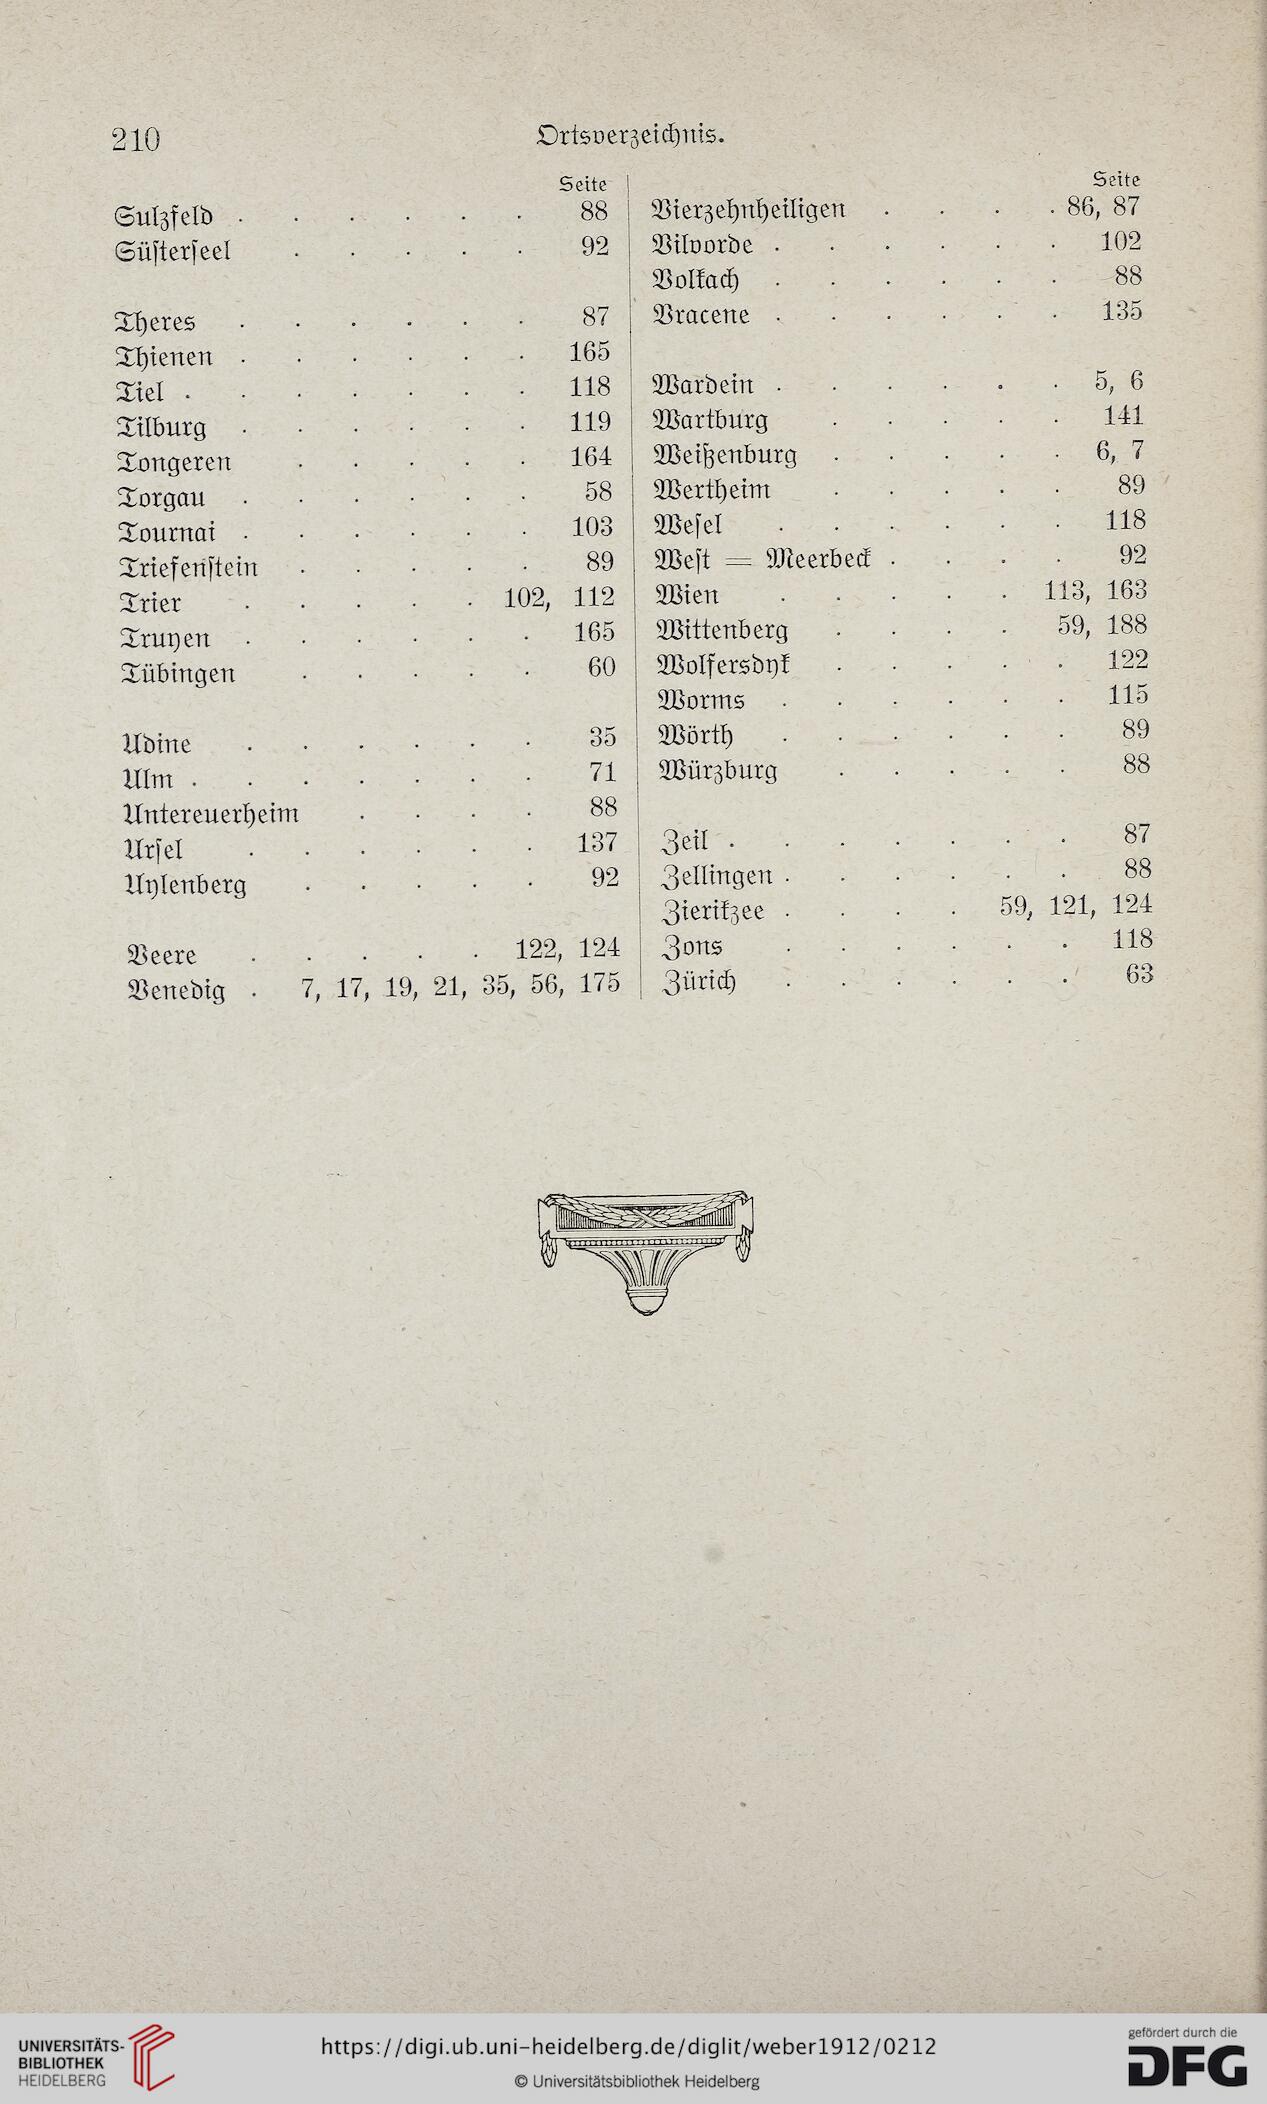 210
Ortsverzeichnis.
Seite
Sulzfeld . . . . . . 88
Süſterſeel . . . . . 92
Theres . . . . . . 87
Thienen . . . . . . 165
Tiel . . . . . . . 118
Tilburg . . . . . . 119
Tongeren . . . . . 164
Torgau . . . . . . 58
Tournai . . . . . . 103
Triefenſtein . . . . . 89
Trier . . . . . 102, 112
Truyen . . . . . . 165
Tübingen . . . . . 60
Udine . . . . . . 35
Ulm . . . . . . . 71
Untereuerheim . . . . 88
Urſel . . . . . . 137
Uylenberg . . . . . 92
Veere . . . . . 122, 124
Venedig . 7, 17, 19, 21, 35, 56, 175
Seite
Vierzehnheiligen . . . . 86, 87
Vilvorde . . . . . . 102
Volkach . . . . . . 88
Vracene . . . . . . 135
Wardein . . . . . . 5, 6
Wartburg . . . . . 141
Weißenburg . . . . . 6, 7
Wertheim . . . . . 89
Weſel . . . . . . 118
Weſt = Meerbeck . . . . 92
Wien . . . . . 113, 163
Wittenberg . . . . 59, 188
Wolfersdyk . . . . . 122
Worms . . . . . . 115
Wörth . . . . . . 89
Würzburg . . . . . 88
Zeil . . . . . . . 87
Zellingen . . . . . . 88
Zierikzee . . . . 59, 121, 124
Zons . . . . . . 118
Zürich . . . . . . 63
UNIVERSITÄTS-
BIBLIOTHEK
HEIDELBERG
https://digi.ub.uni-heidelberg.de/diglit/weber1912/0212
© Universitätsbibliothek Heidelberg
gefördert durch die
DFG